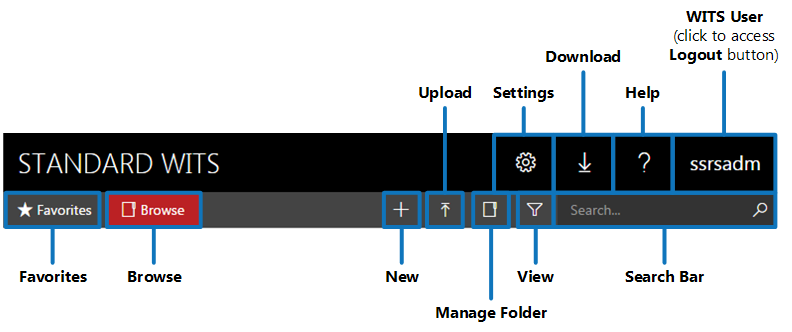 WITS User
(click to access
Logout button)
Download
Upload
Settings
Help
STANDARD WITS
?
ssrsadm
★ Favorites
Browse
Search...
Favorites
Browse
New
View
Search Bar
Manage Folder